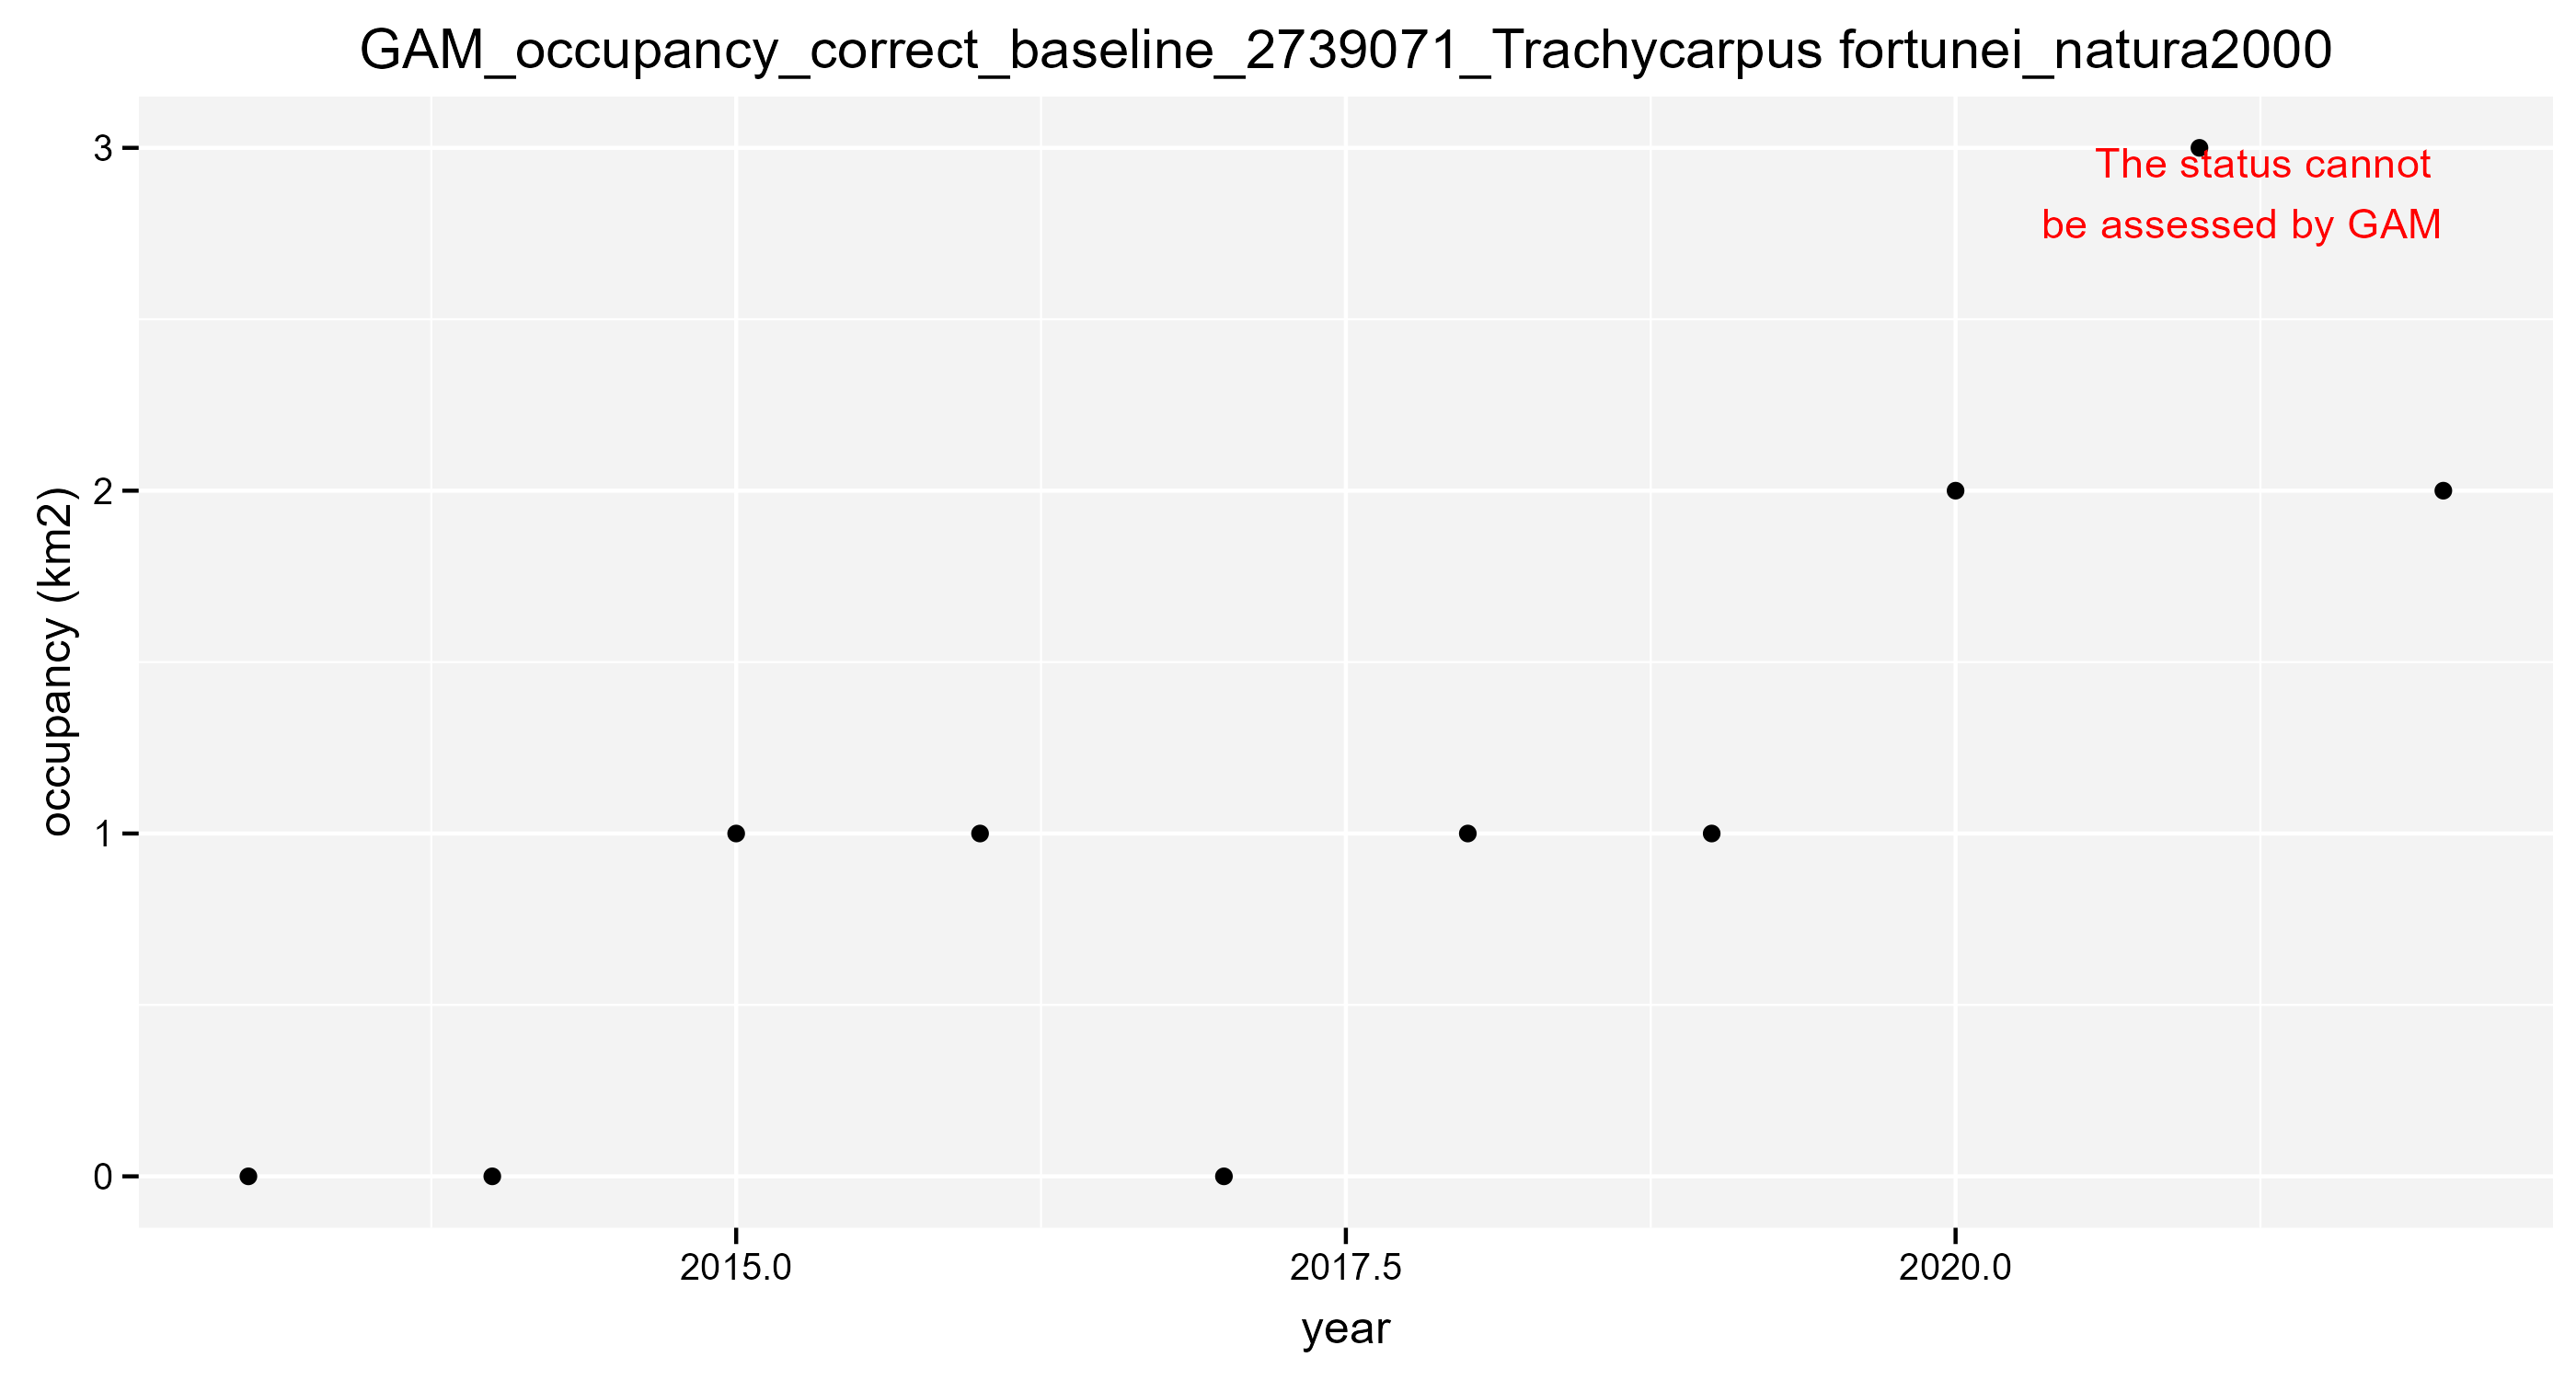 GAM_occupancy_correct_baseline_2739071_Trachycarpus fortunei_natura2000
3
The status cannot
be assessed by GAM
2
occupancy (km2)
1
0
2015.0 2017.5 2020.0
year